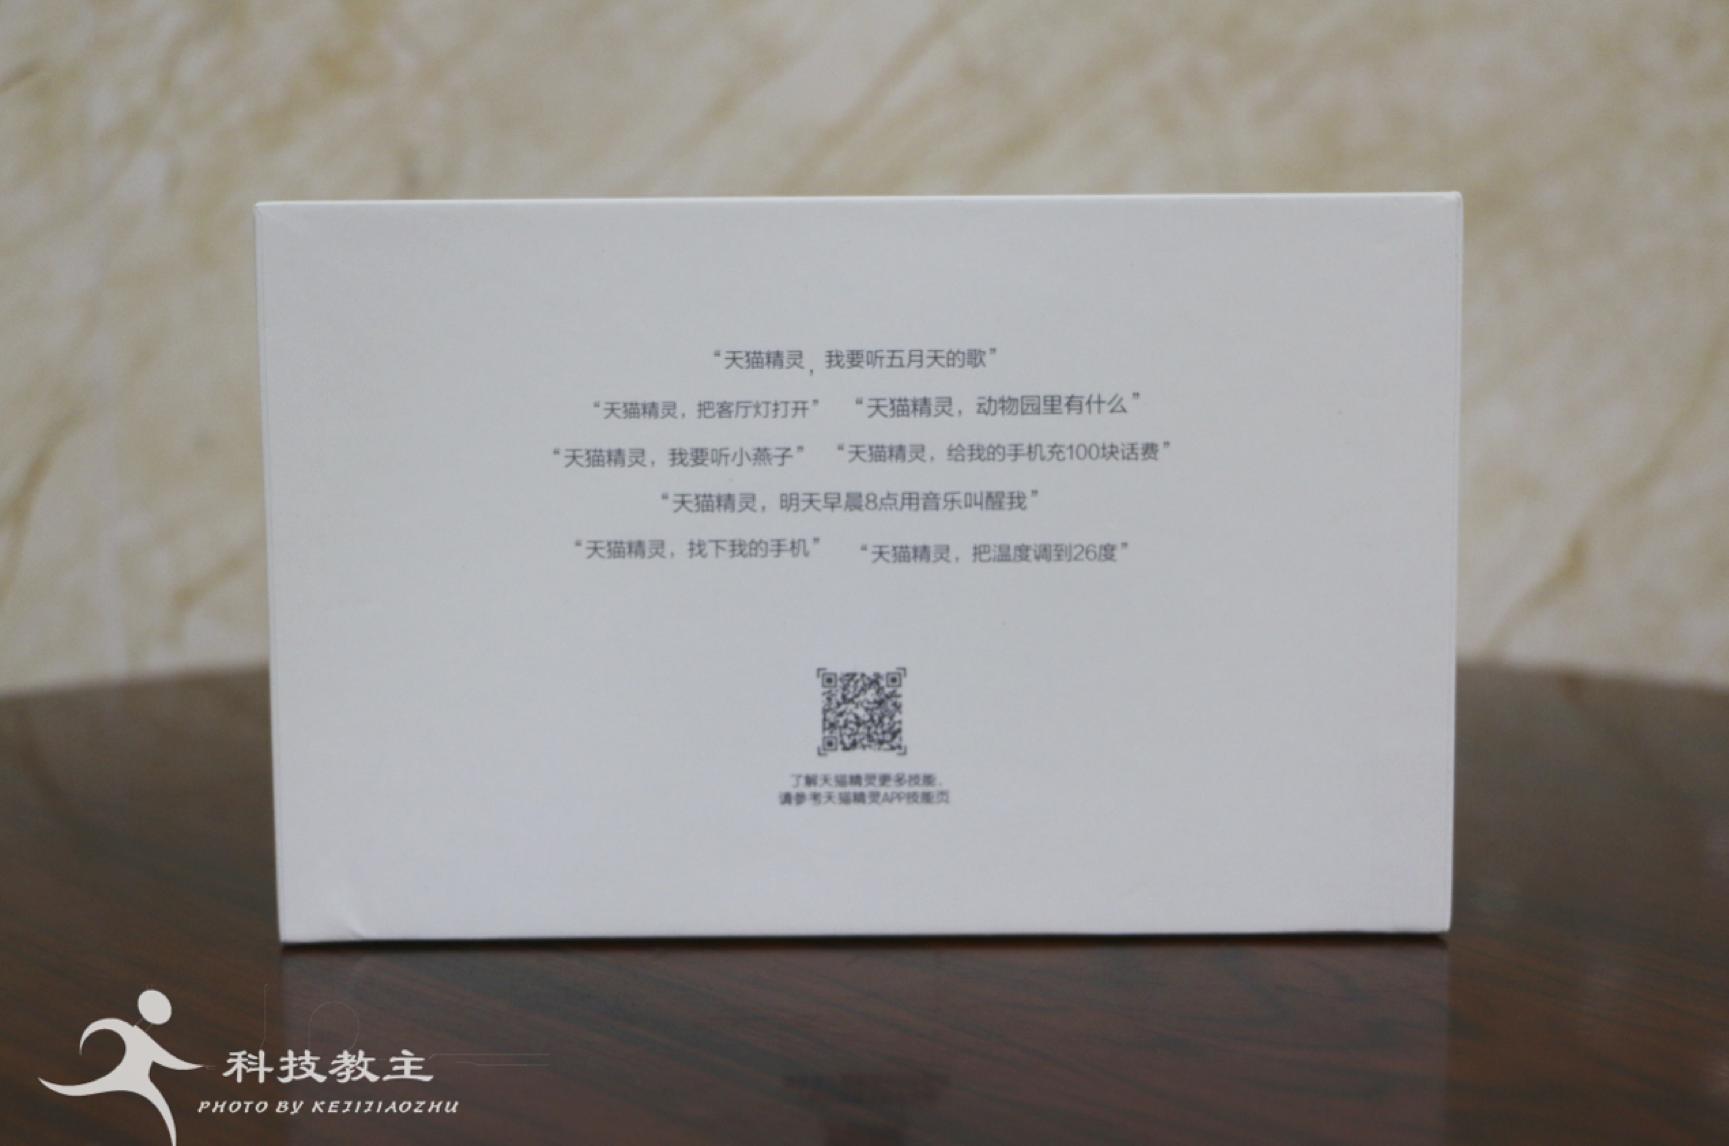 “天猫精灵，我要听五月天的歌”
“天猫精灵，把客厅灯打开” “天猫精灵，动物园里有什么”
“天猫精灵，我要听小燕子” “天猫精灵，给我的手机充100块话费”
“天猫精灵，明天早晨8点用音乐叫醒我”
“天猫精灵，找下我的手机” “天猫精灵，把温度调到26度”
了解天猫精灵更多技能，
请参考天猫精灵APP技能页
科技教主
PHOTO BY KEJIJIAOZHU